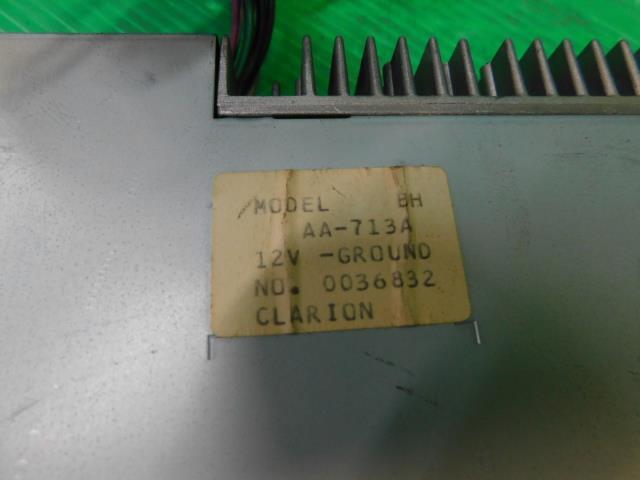 MODEL BH
AA-713A
12V -GROUND
NO. 0036832
CLARION